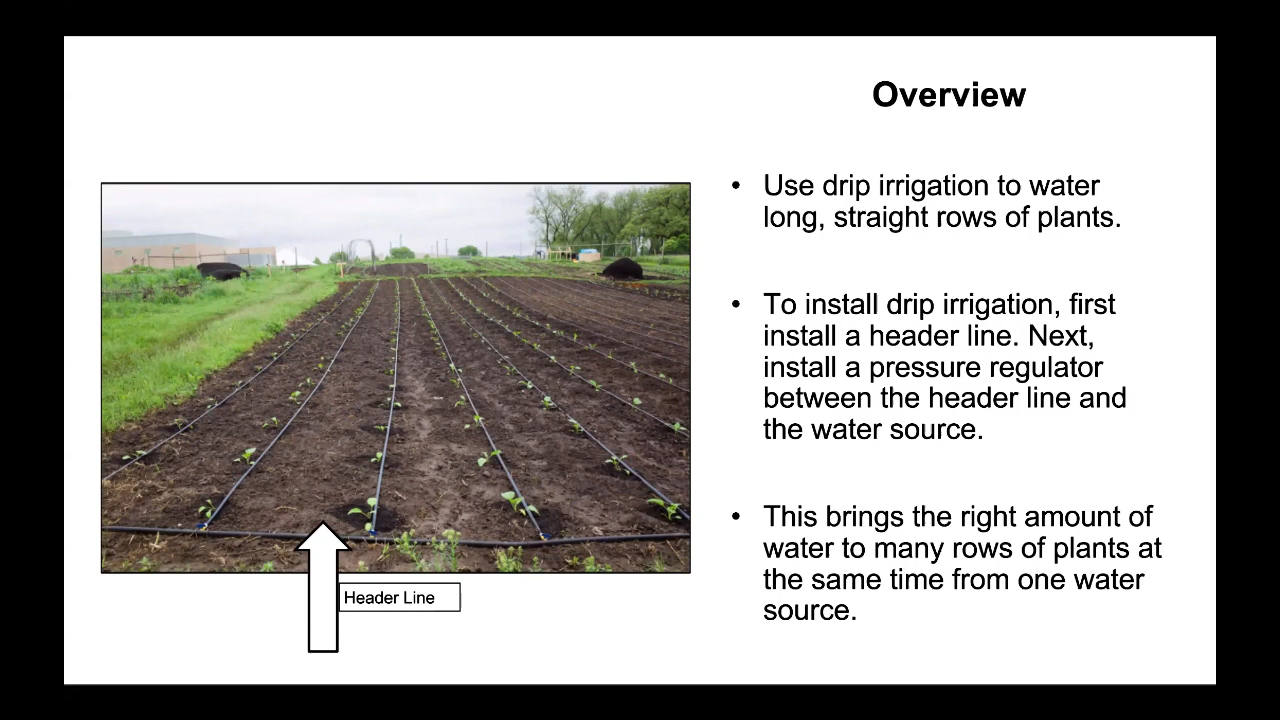 Overview
• Use drip irrigation to water
long, straight rows of plants.
• To install drip irrigation, first
install a header line. Next,
install a pressure regulator
between the header line and
the water source.
• This brings the right amount of
water to many rows of plants at
the same time from one water
source.
Header Line